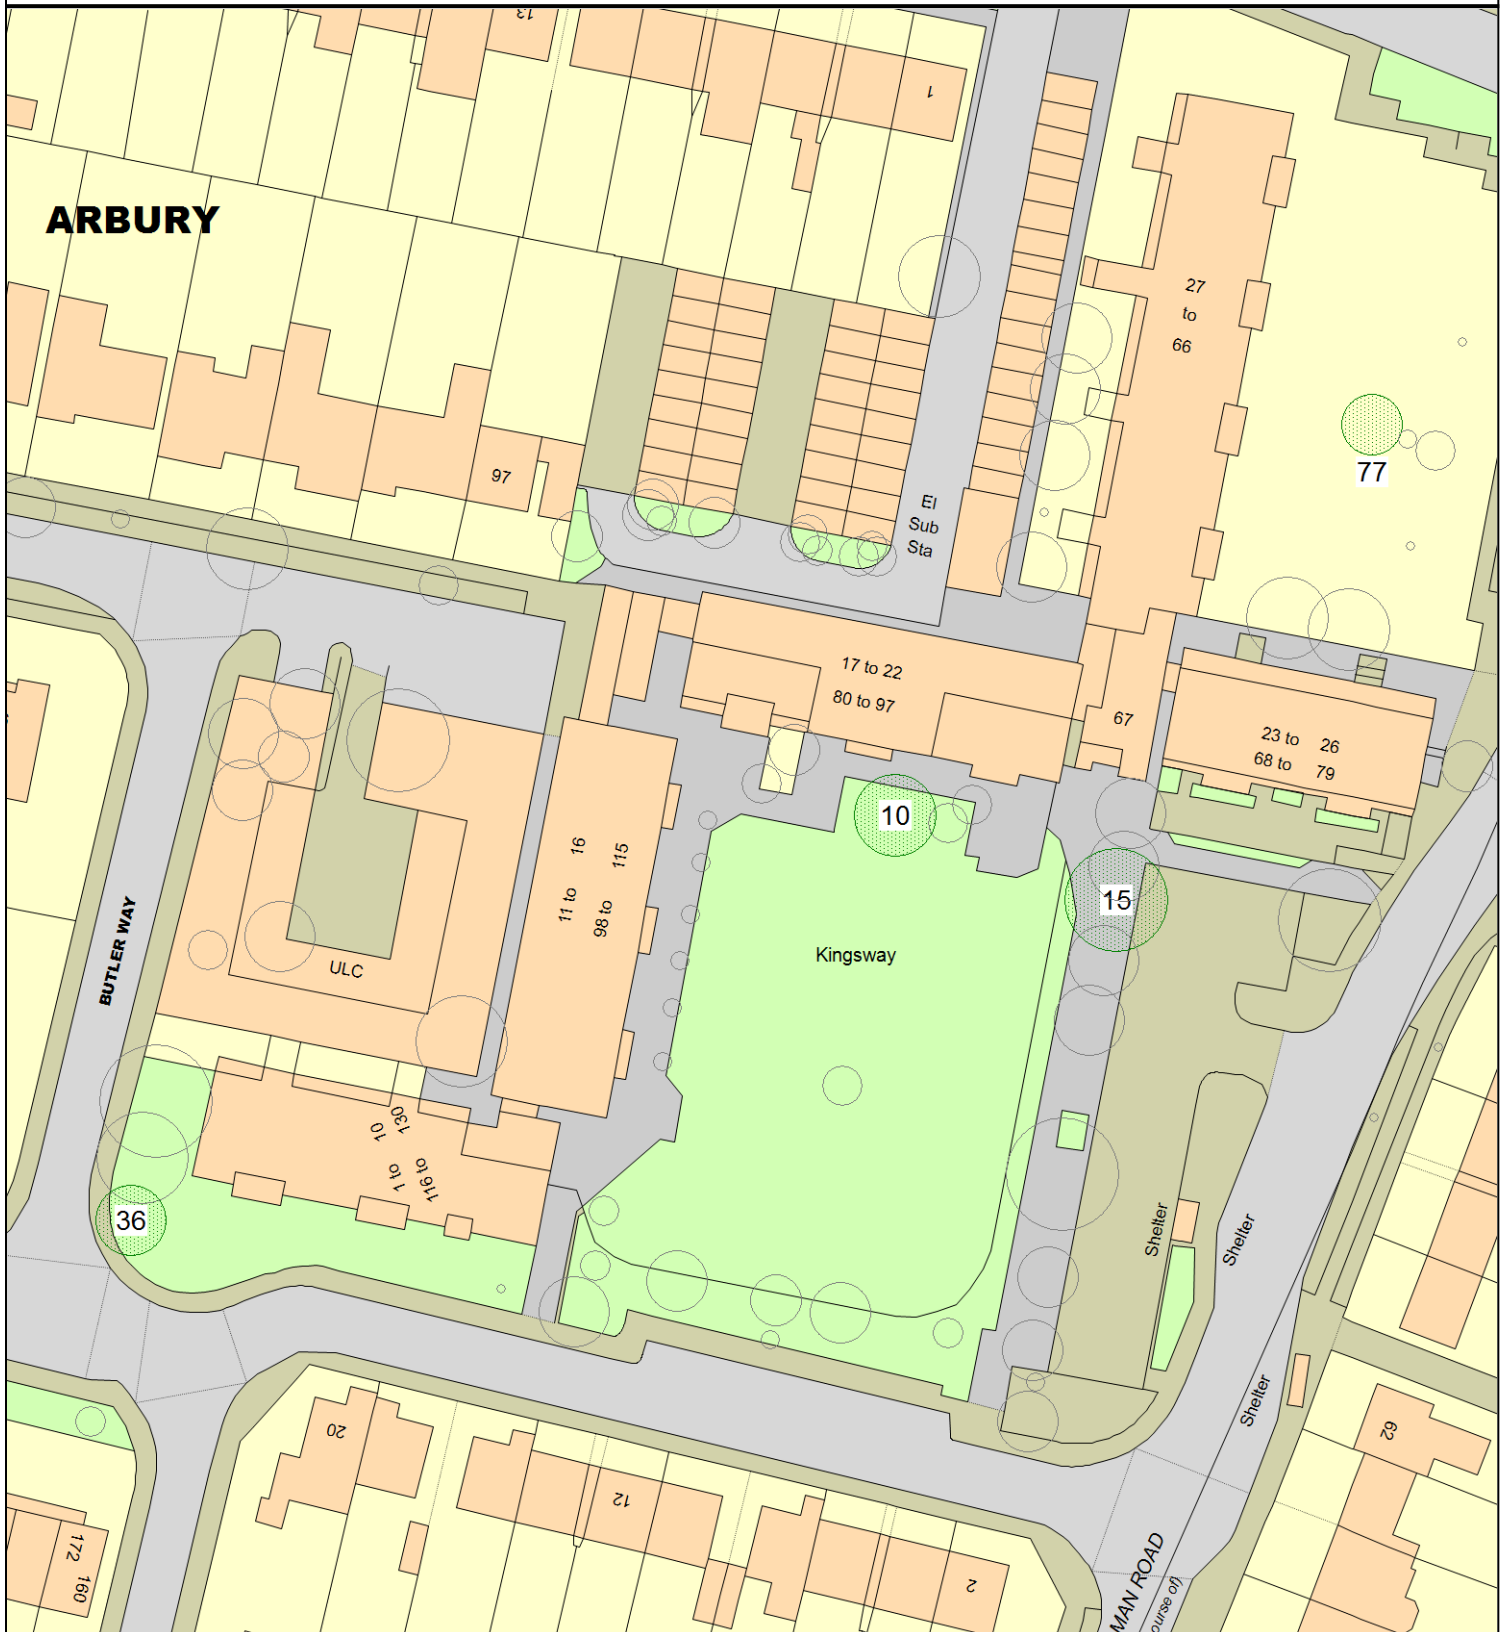 13
1
ARBURY
27
to
66
77
97
El
Sub
Sta
17 to 22
80 to 97
67
23 to 26
68 to 79
10
16
115
11 to
98 to
15
BUTLER WAY
Kingsway
ULC
130
10
1 to
116 to
36
Shelter
Shelter
Shelter
20
62
12
2
172
160
MAN ROAD
ourse of)